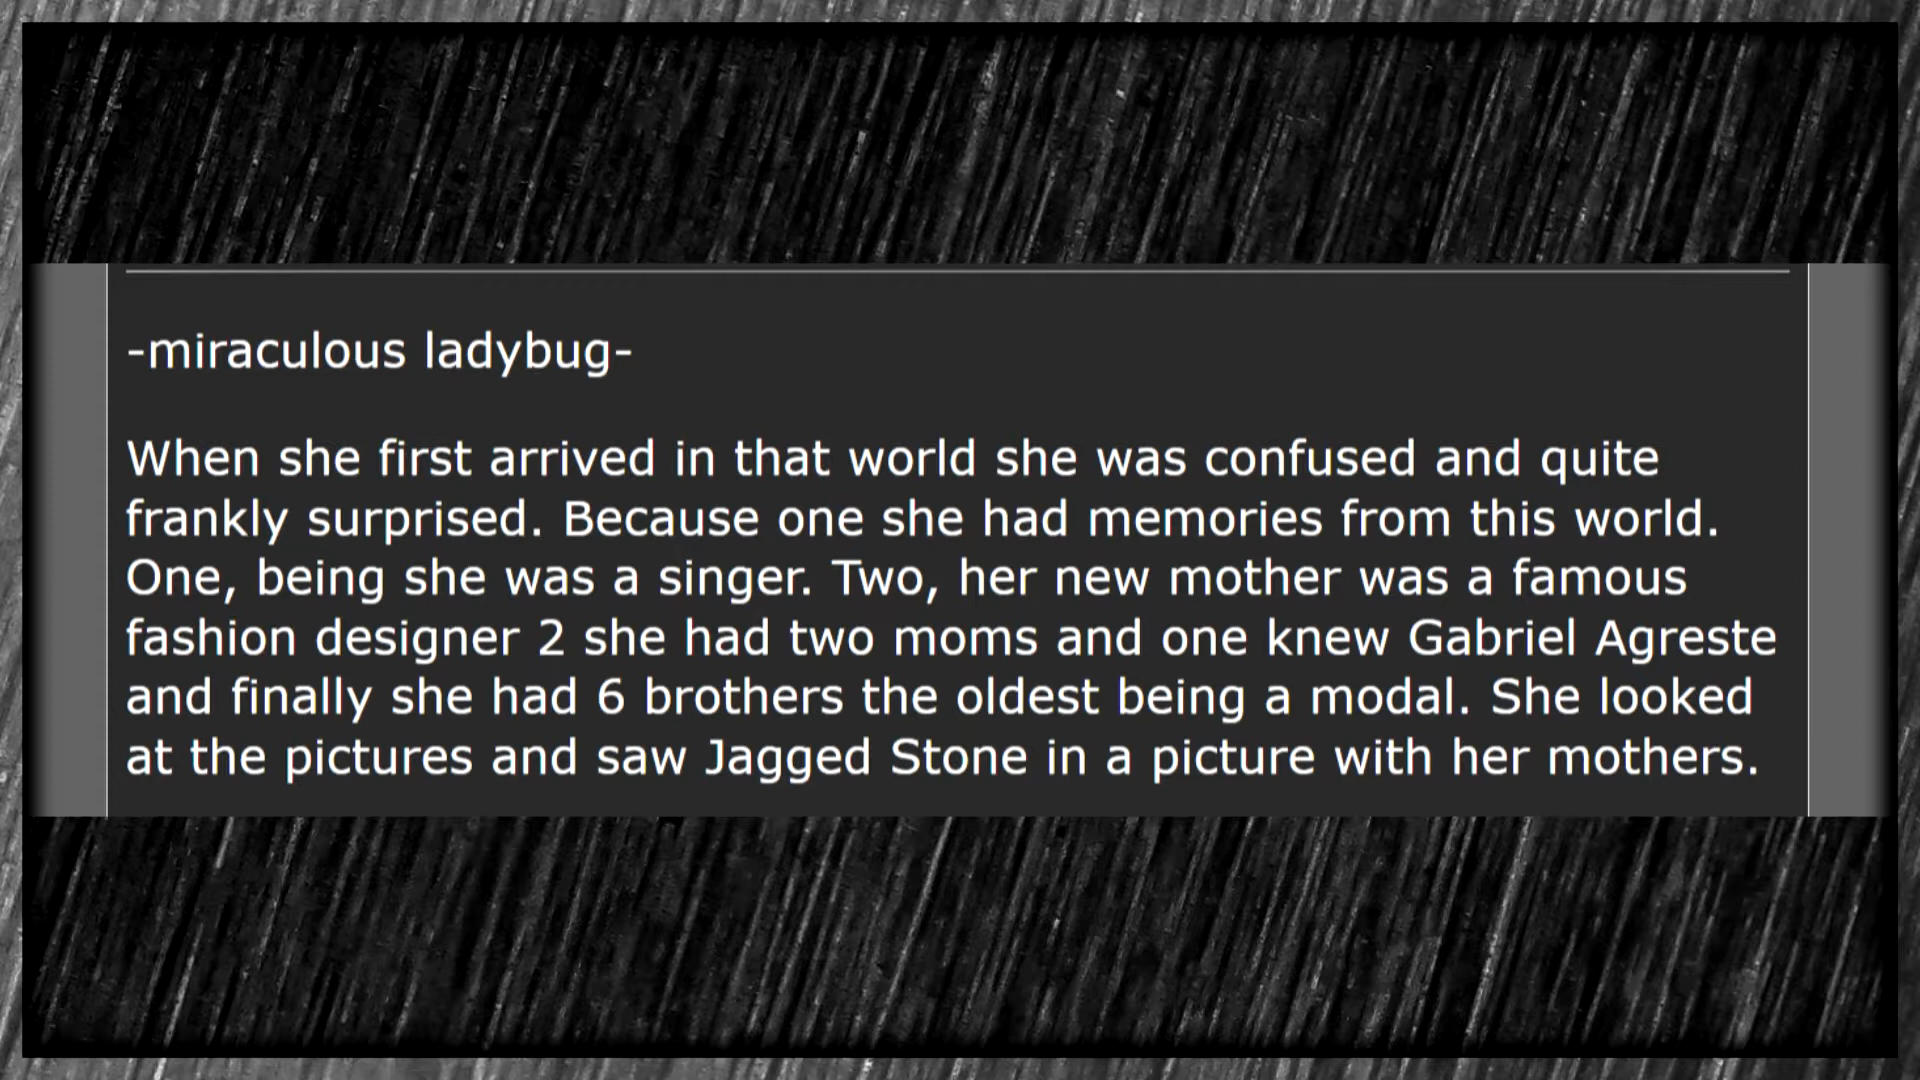 -miraculous ladybug-
When she first arrived in that world she was confused and quite
frankly surprised. Because one she had memories from this world.
One, being she was a singer. Two, her new mother was a famous
fashion designer 2 she had two moms and one knew Gabriel Agreste
and finally she had 6 brothers the oldest being a modal. She looked
at the pictures and saw Jagged Stone in a picture with her mothers.